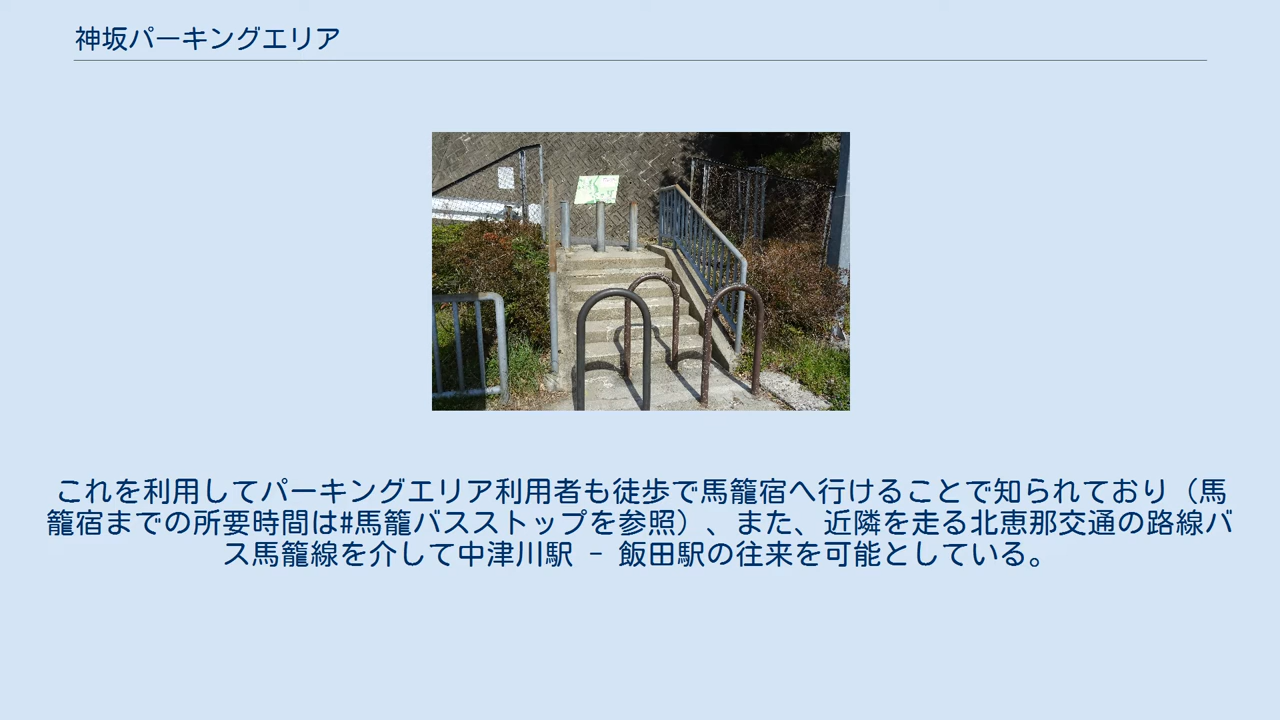 神坂パーキングエリア
これを利用してパーキングエリア利用者も徒歩で馬籠宿へ行けることで知られており（馬
籠宿までの所要時間は#馬籠バスストップを参照）、また、近隣を走る北恵那交通の路線バ
ス馬籠線を介して中津川駅 － 飯田駅の往来を可能としている。